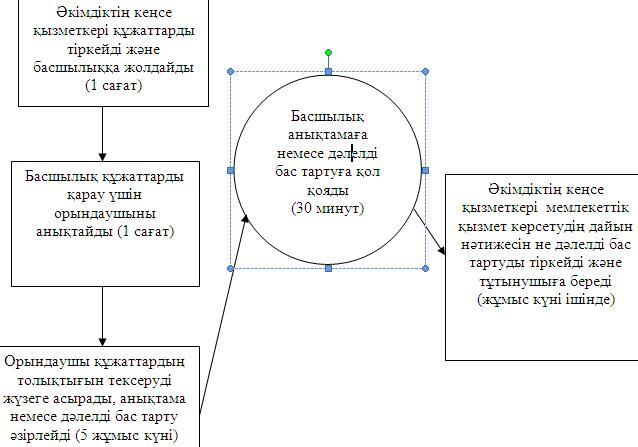 Әкімдіктің кеңсе
қызметкері құжаттарды
тіркейді және
басшылыққа жолдайды
(1 сағат)
Басшылық құжаттарды
қарау үшін
орындаушыны
анықтайды (1 сағат)
Орындаушы құжаттардың
толықтығын тексеруді
жүзеге асырады, анықтама
немесе дәлелді бас тарту
әзірлейді (5 жұмыс күні)
Басшылық
анықтамаға
немесе дәлелді
бас тартуға қол
қояды
(30 минут)
Әкімдіктің кеңсе
қызметкері мемлекеттік
қызмет көрсетудің дайын
нәтижесін не дәлелді бас
тартуды тіркейді және
тұтынушыға береді
(жұмыс күні ішінде)